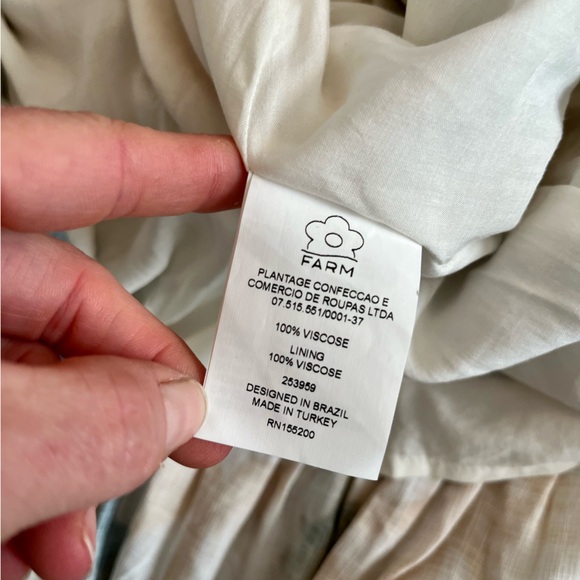 FARM
PLANTAGE CONFECCAO E
COMERCIO DE ROUPAS LTDA
07.515.551/0001-37
100% VISCOSE
LINING
100% VISCOSE
253959
DESIGNED IN BRAZIL
MADE IN TURKEY
RN155200